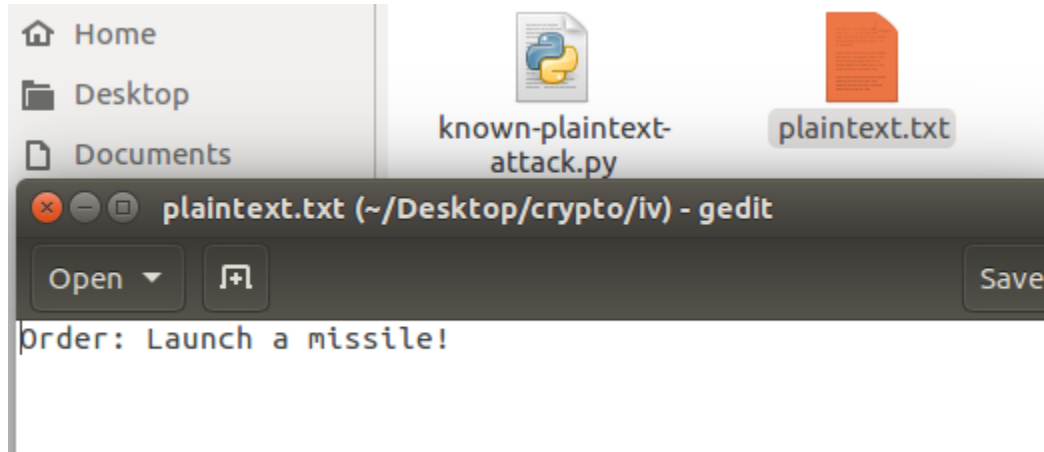 Home
Desktop
Documents
known-plaintext-
attack.py
plaintext.txt
plaintext.txt (~/Desktop/crypto/iv) - gedit
Open
Save
Order: Launch a missile!